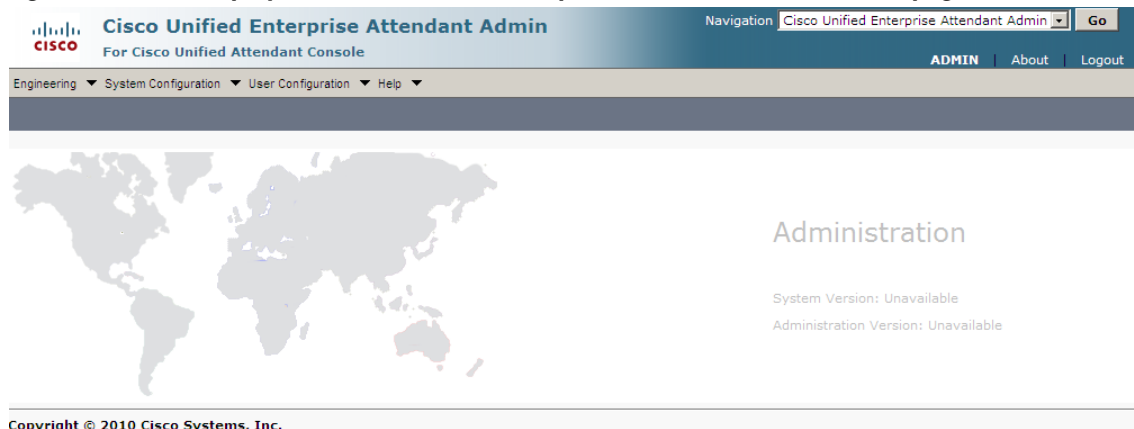 Cisco Unified Enterprise Attendant Admin
For Cisco Unified Attendant Console
CISCO
Navigation Cisco Unified Enterprise Attendant Admin Go
ADMIN | About | Logout
Engineering System Configuration User Configuration Help
Administration
System Version: Unavailable
Administration Version: Unavailable
Copyright © 2010 Cisco Systems, Inc.